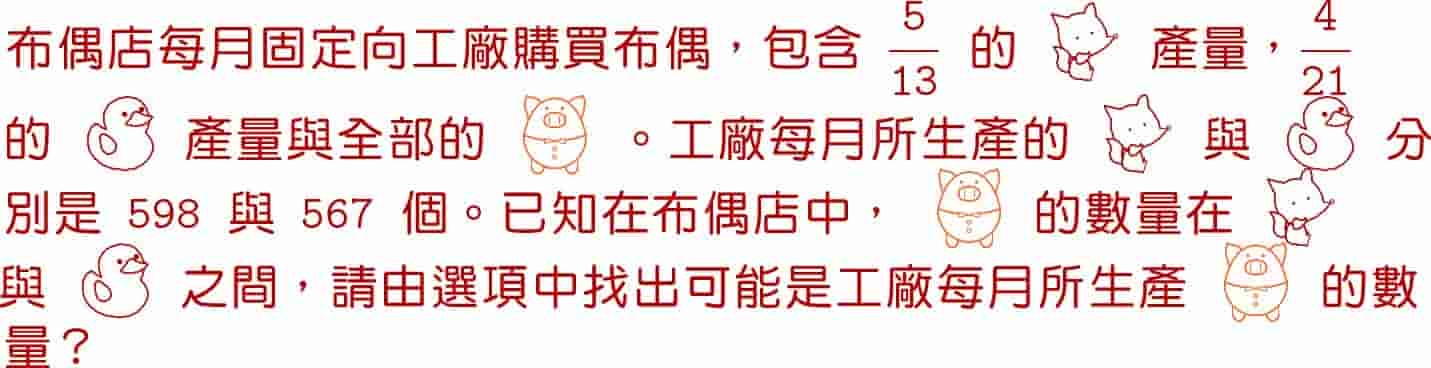 布偶店每月固定向工廠購買布偶，包含 5/13 的 產量，4/21
的 產量與全部的 。工廠每月所生產的 與 分
別是 598 與 567 個。已知在布偶店中， 的數量在
與 之間，請由選項中找出可能是工廠每月所生產 的數
量？